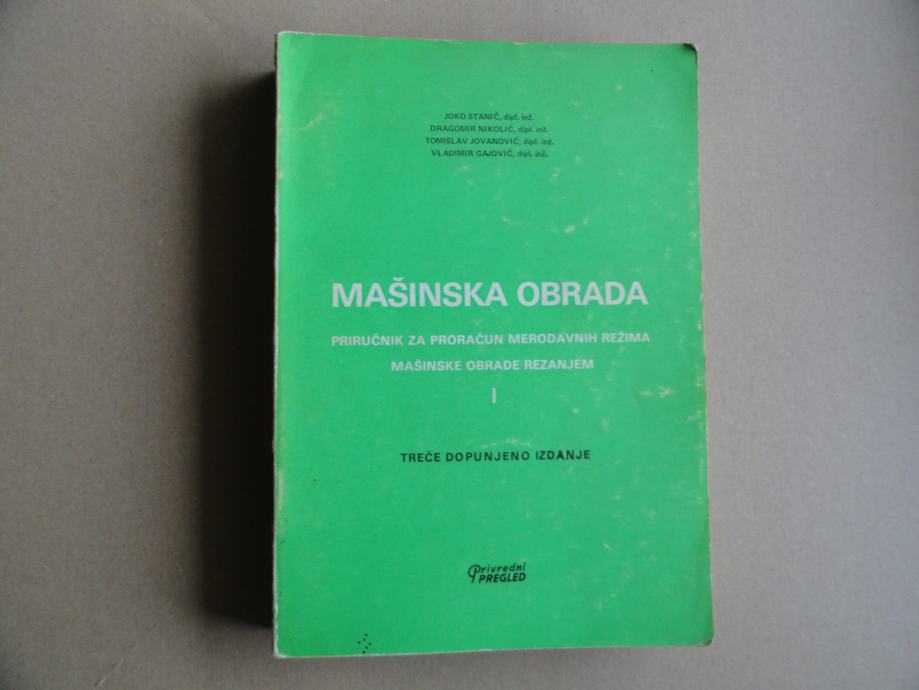 JOKO STANIĆ, dipl. inž.
DRAGOMIR NIKOLIĆ, dipl. inž.
TOMISLAV JOVANOVIĆ, dipl. inž.
VLADIMIR GAJOVIĆ, dipl. inž.
MAŠINSKA OBRADA
PRIRUČNIK ZA PRORAČUN MERODAVNIH REŽIMA
MAŠINSKE OBRADE REZANJEM
I
TREĆE DOPUNJENO IZDANJE
Privredni
PREGLED